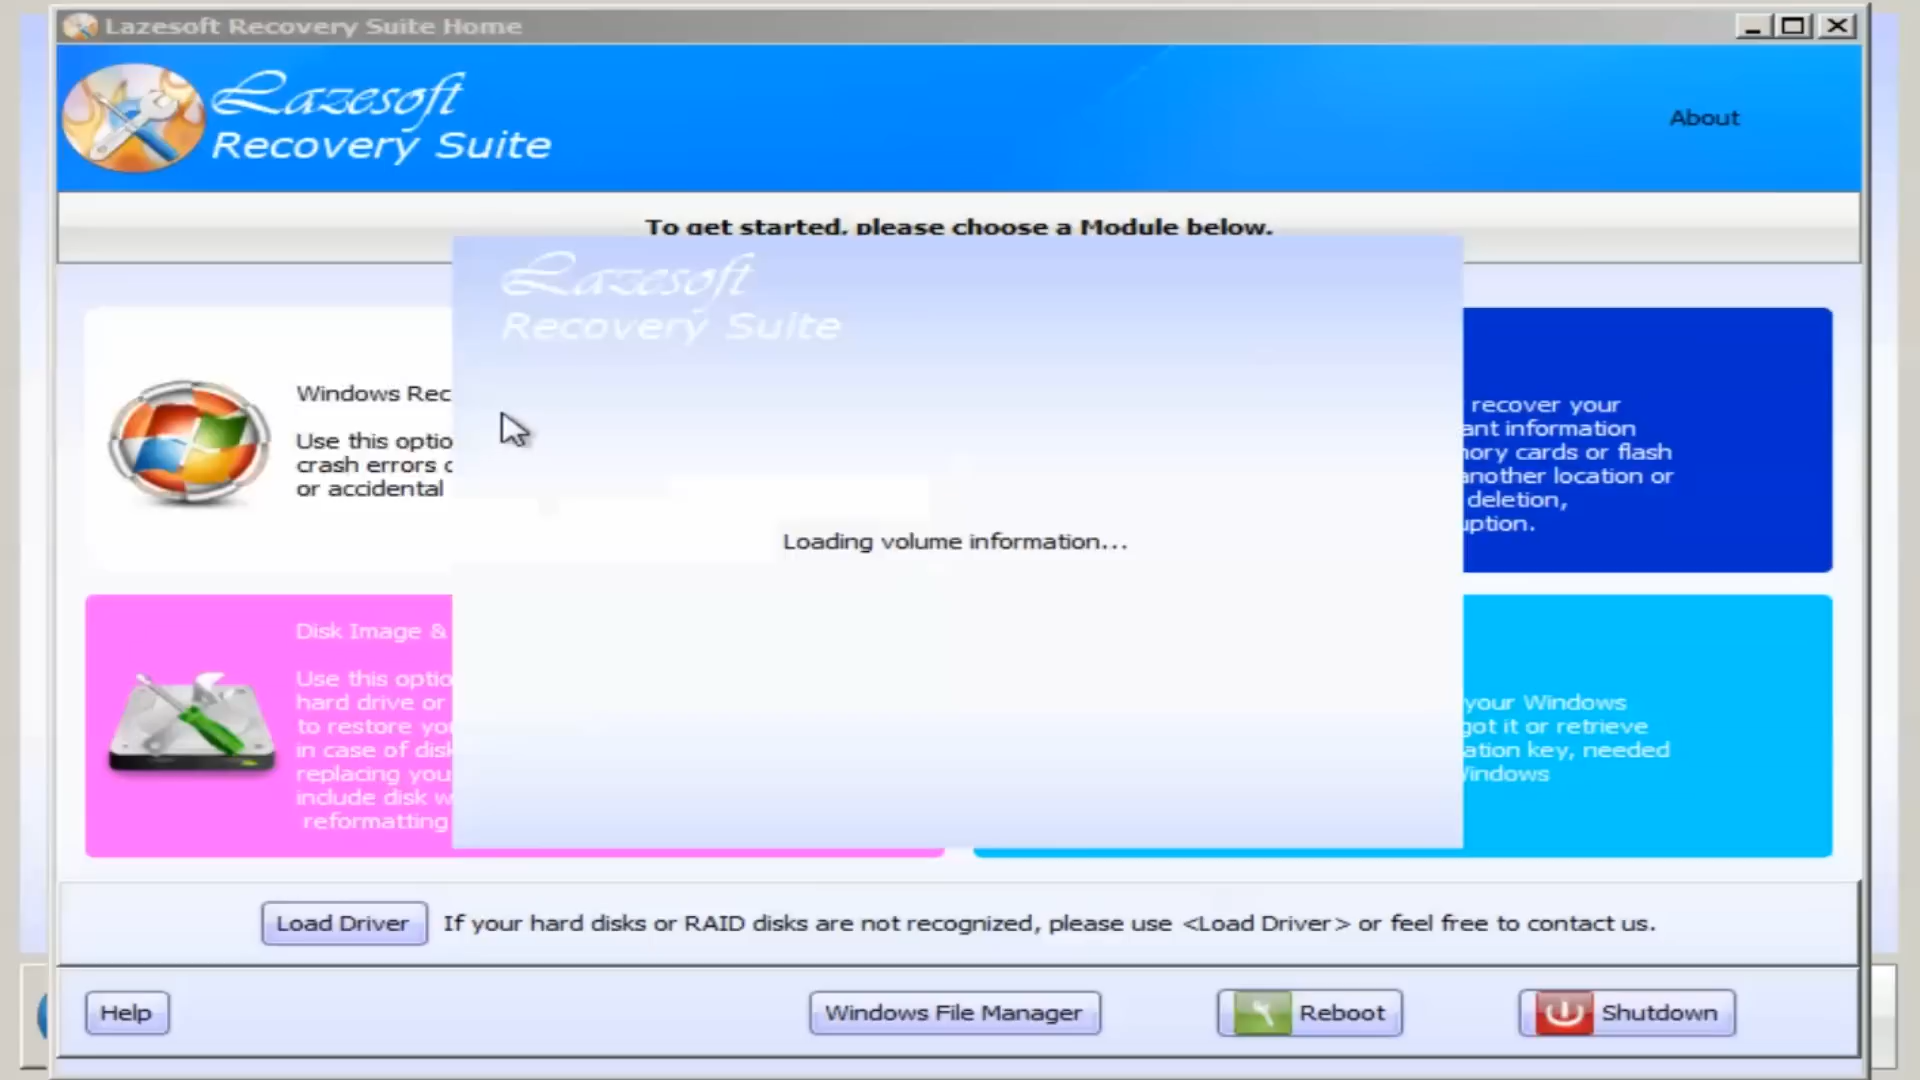 Lazesoft Recovery Suite Home
Lazesoft
Recovery Suite
About
To get started, please choose a Module below.
Lazesoft
Recovery Suite
Loading volume information...
Windows Rec
Use this optio
crash errors
or accidental
recover your
ant information
ory cards or flash
another location or
deletion,
uption.
Disk Image &
Use this optio
hard drive or
to restore you
in case of disk
replacing you
include disk w
reformatting
your Windows
got it or retrieve
ation key, needed
Windows
Load Driver
If your hard disks or RAID disks are not recognized, please use <Load Driver> or feel free to contact us.
Help
Windows File Manager
Reboot
Shutdown